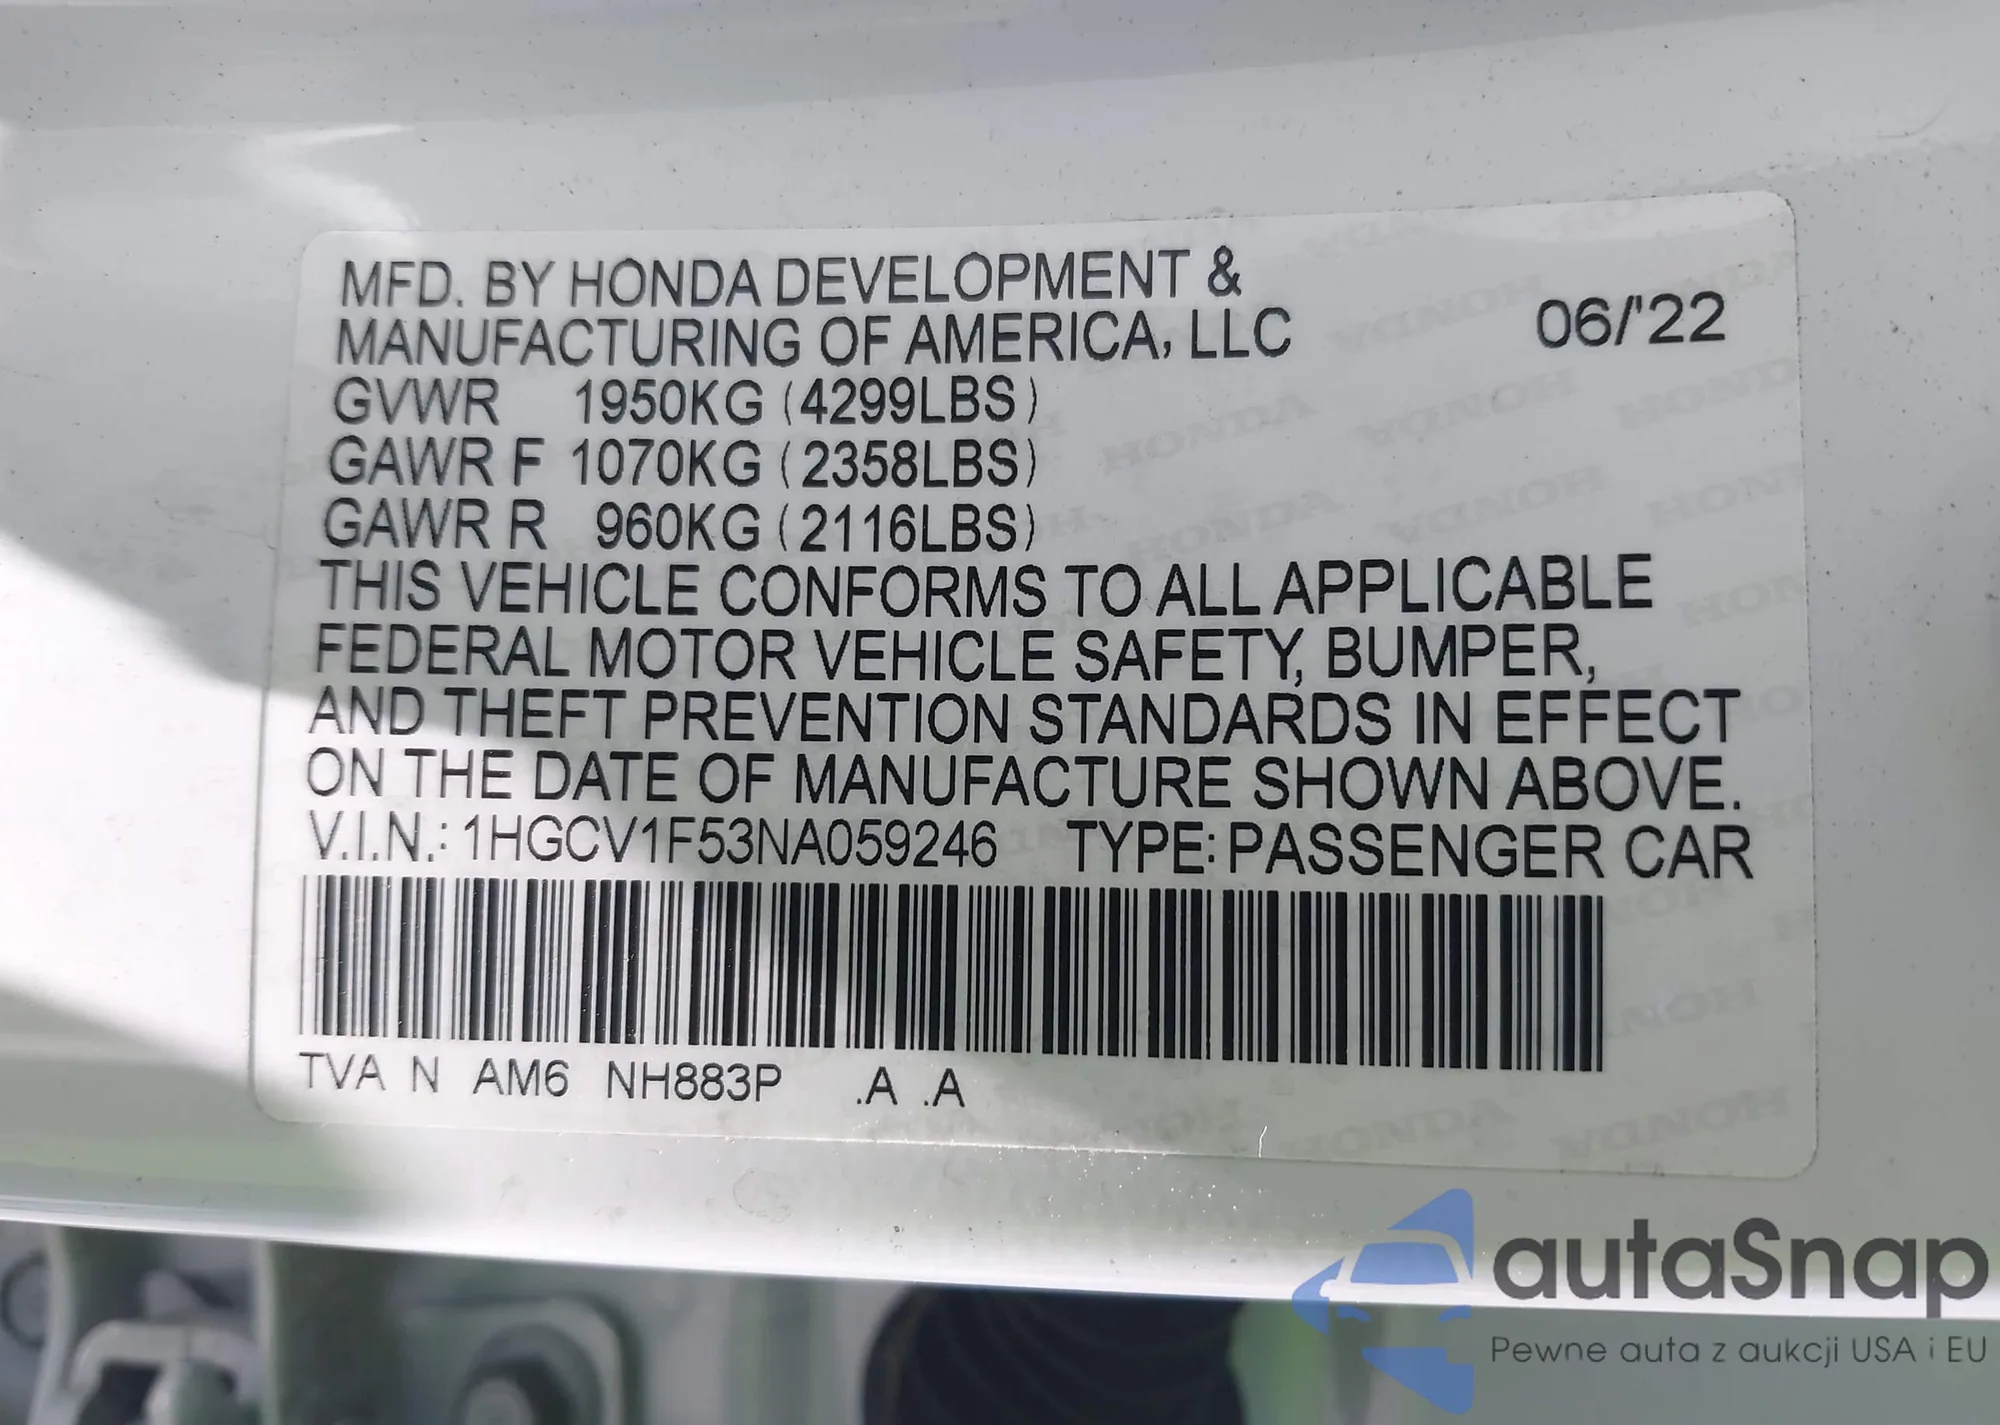 MFD. BY HONDA DEVELOPMENT &
MANUFACTURING OF AMERICA, LLC 06/'22
GVWR 1950KG (4299LBS)
GAWR F 1070KG (2358LBS)
GAWR R 960KG (2116LBS)
THIS VEHICLE CONFORMS TO ALL APPLICABLE
FEDERAL MOTOR VEHICLE SAFETY, BUMPER,
AND THEFT PREVENTION STANDARDS IN EFFECT
ON THE DATE OF MANUFACTURE SHOWN ABOVE.
V.I.N.: 1HGCV1F53NA059246 TYPE: PASSENGER CAR
TVA N AM6 NH883P .A .A
autaSnap
Pewne auta z aukcji USA i EU